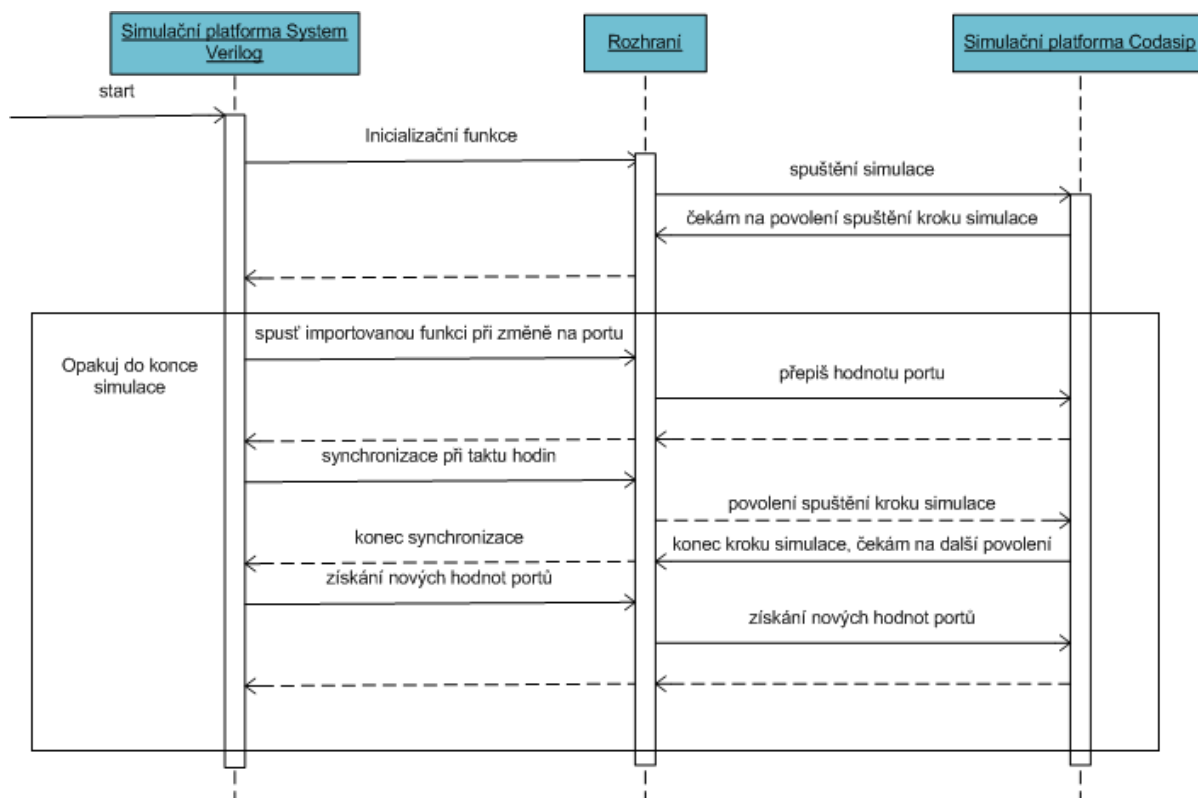 Simulační platforma System
Verilog
Rozhraní
Simulační platforma Codasip
start
Inicializační funkce
spuštění simulace
čekám na povolení spuštění kroku simulace
spusť importovanou funkci při změně na portu
Opakuj do konce
simulace
přepiš hodnotu portu
synchronizace při taktu hodin
povolení spuštění kroku simulace
konec synchronizace
konec kroku simulace, čekám na další povolení
získání nových hodnot portů
získání nových hodnot portů